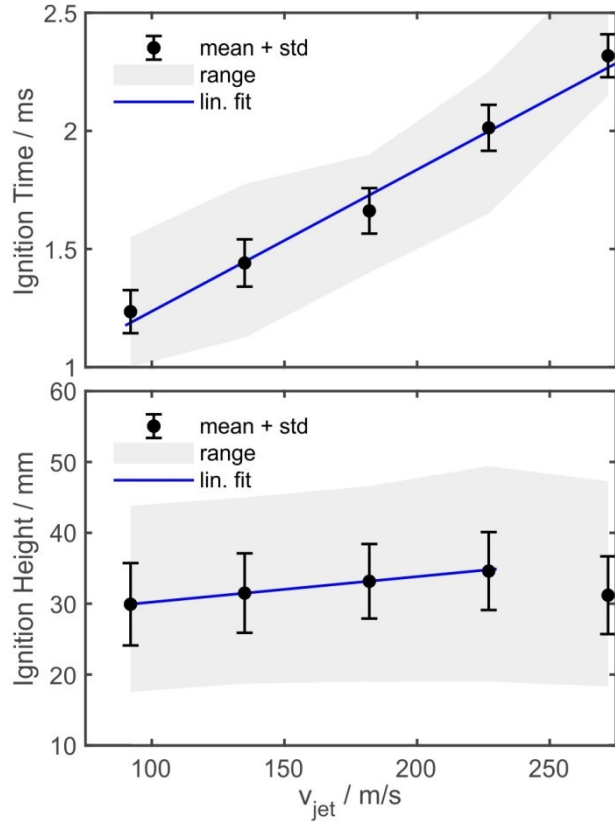 2.5
2
1.5
1
Ignition Time / ms
mean + std
range
lin. fit
60
50
40
30
20
10
Ignition Height / mm
mean + std
range
lin. fit
100 150 200 250
v_jet / m/s